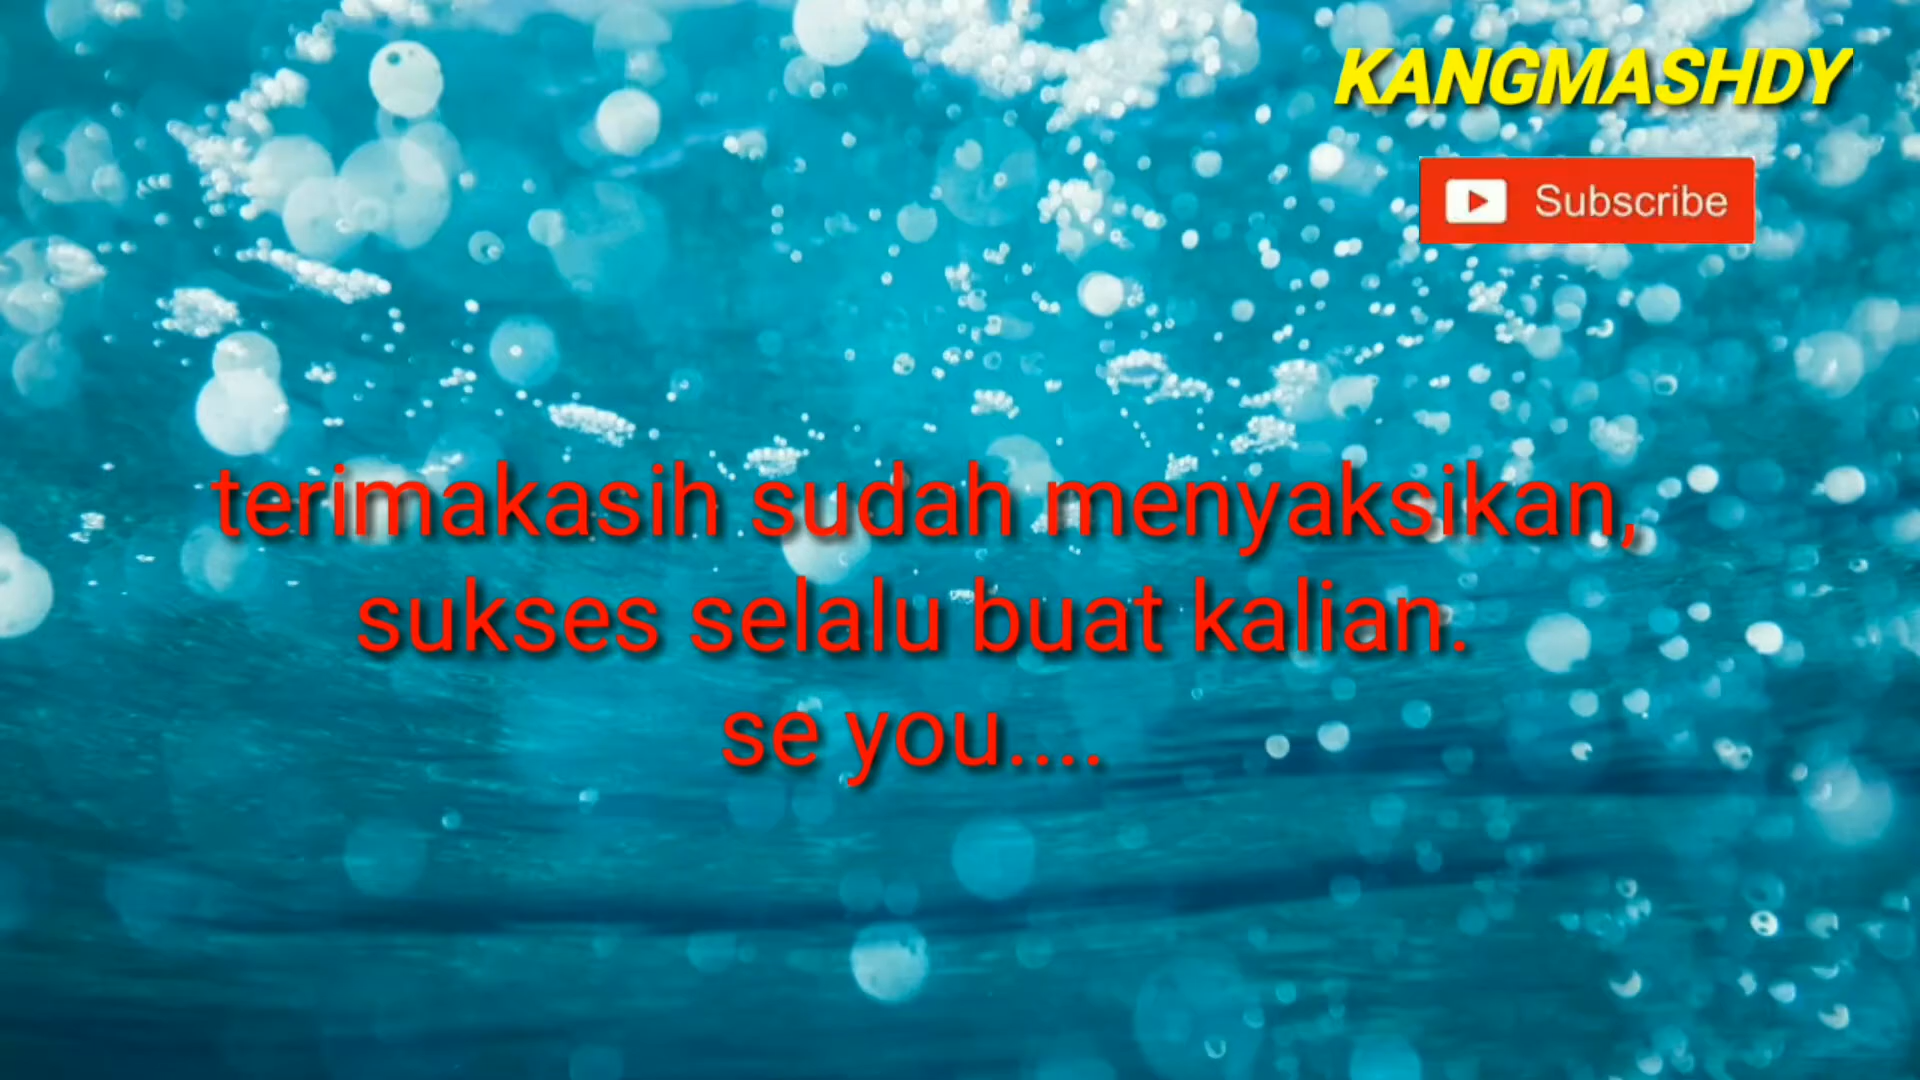 KANGMASHDY
Subscribe
terimakasih sudah menyaksikan,
sukses selalu buat kalian.
se you....